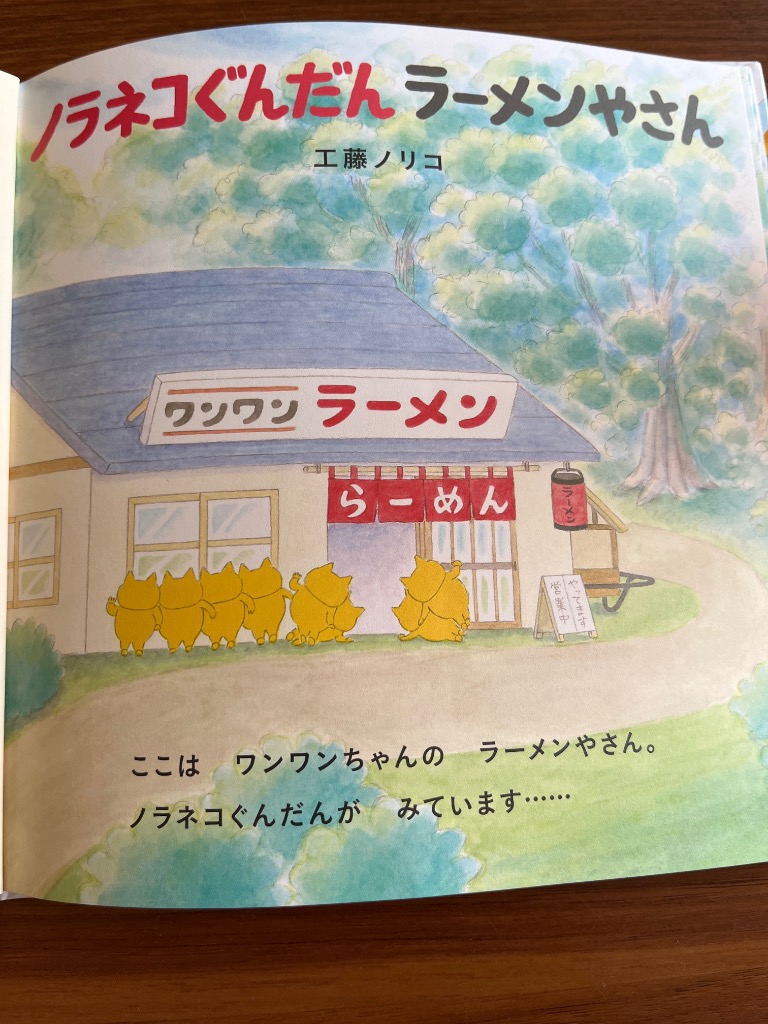 ノラネコぐんだん ラーメンやさん
工藤ノリコ
ワンワン ラーメン
らーめん
ラーメン
やってます
営業中
ここは ワンワンちゃんの ラーメンやさん。
ノラネコぐんだんが みています……